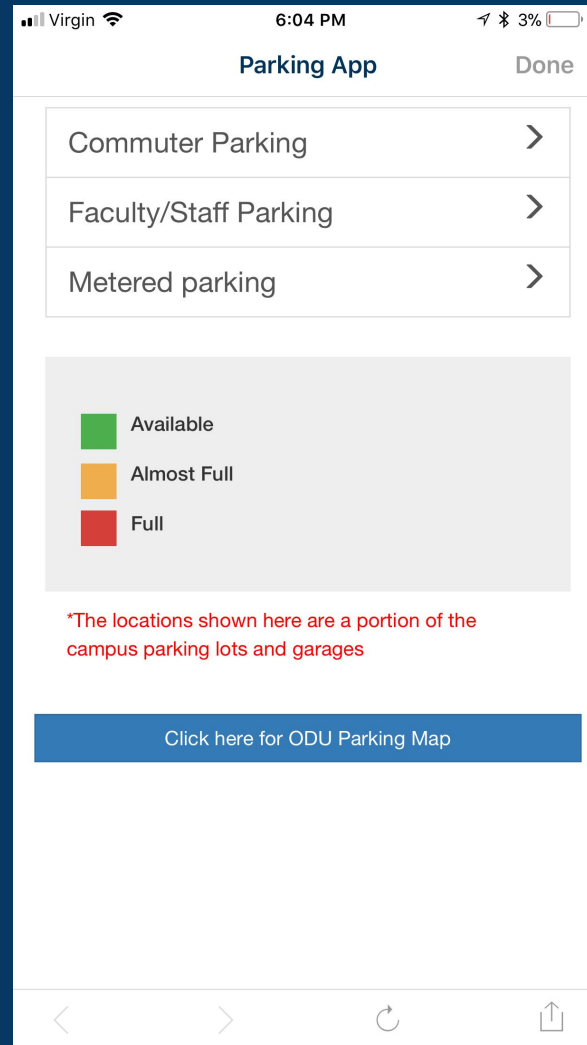 Virgin 6:04 PM 3%
Parking App Done
Commuter Parking
Faculty/Staff Parking
Metered parking
Available
Almost Full
Full
*The locations shown here are a portion of the
campus parking lots and garages
Click here for ODU Parking Map